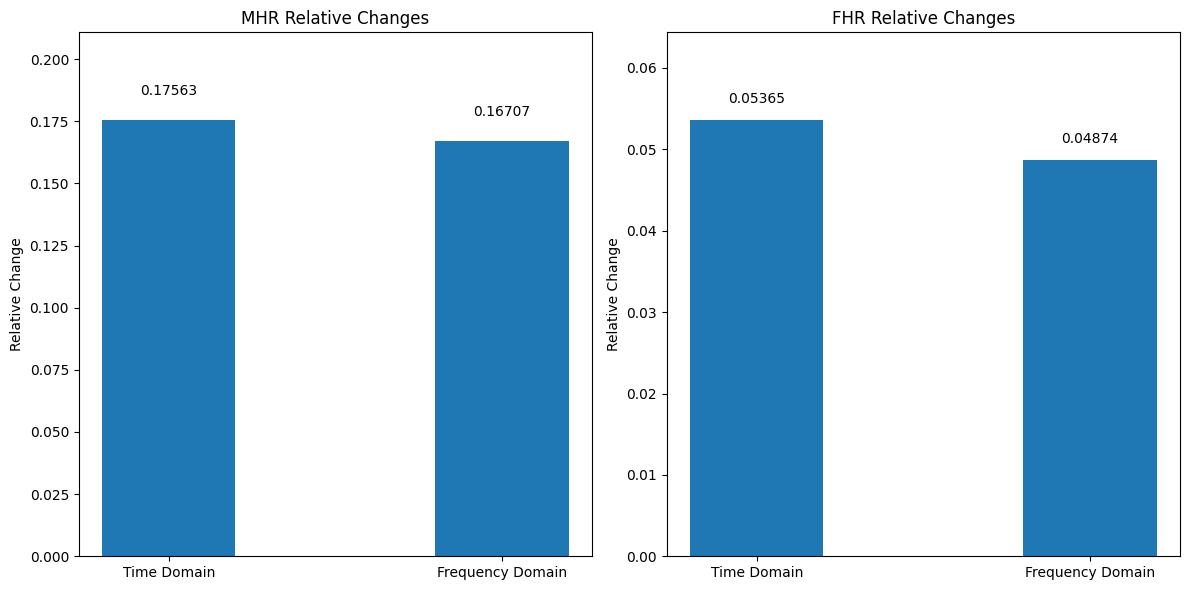 MHR Relative Changes
Relative Change
0.200
0.175
0.150
0.125
0.100
0.075
0.050
0.025
0.000
0.17563
0.16707
Time Domain
Frequency Domain
FHR Relative Changes
Relative Change
0.06
0.05
0.04
0.03
0.02
0.01
0.00
0.05365
0.04874
Time Domain
Frequency Domain